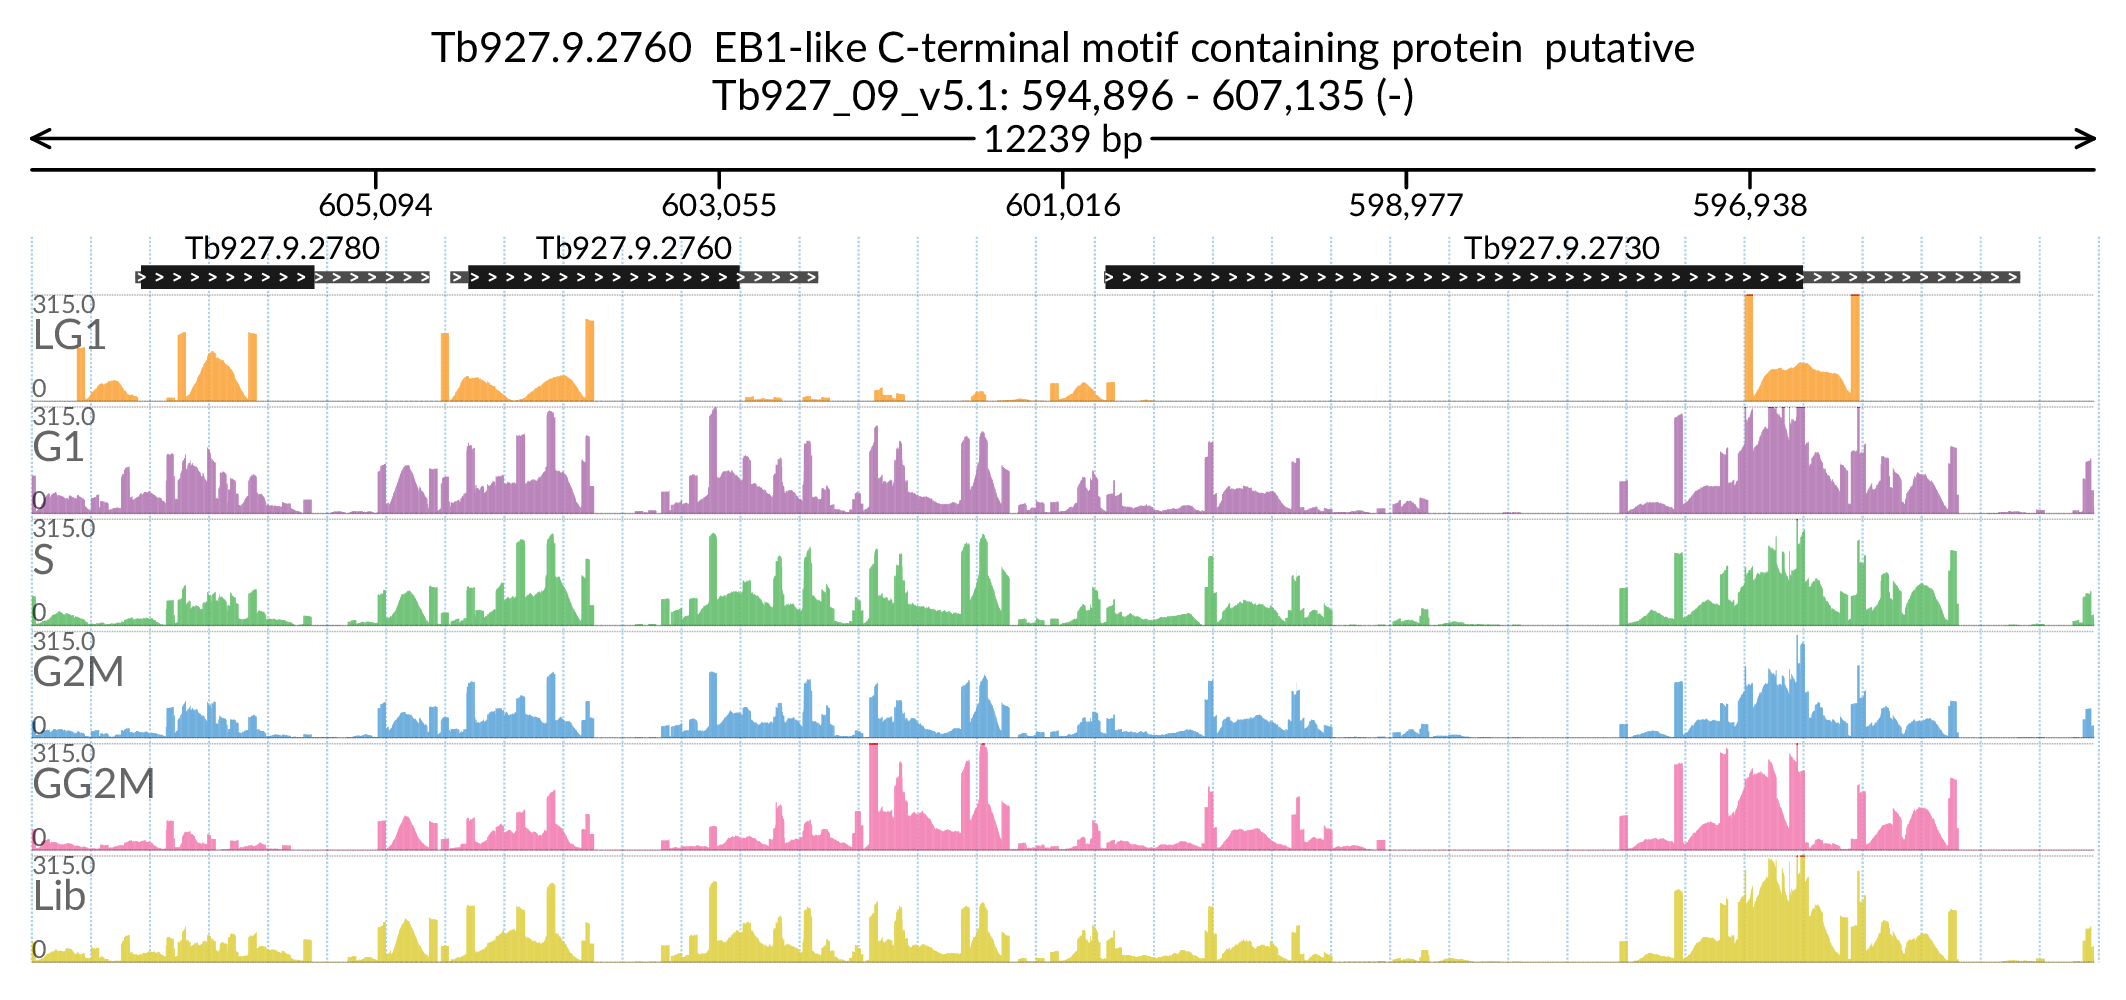 Tb927.9.2760  EB1-like C-terminal motif containing protein  putative
Tb927_09_v5.1: 594,896 - 607,135 (-)
12239 bp
605,094 603,055 601,016 598,977 596,938
Tb927.9.2780 Tb927.9.2760 Tb927.9.2730
315.0
LG1
0
315.0
G1
0
315.0
S
0
315.0
G2M
0
315.0
GG2M
0
315.0
Lib
0